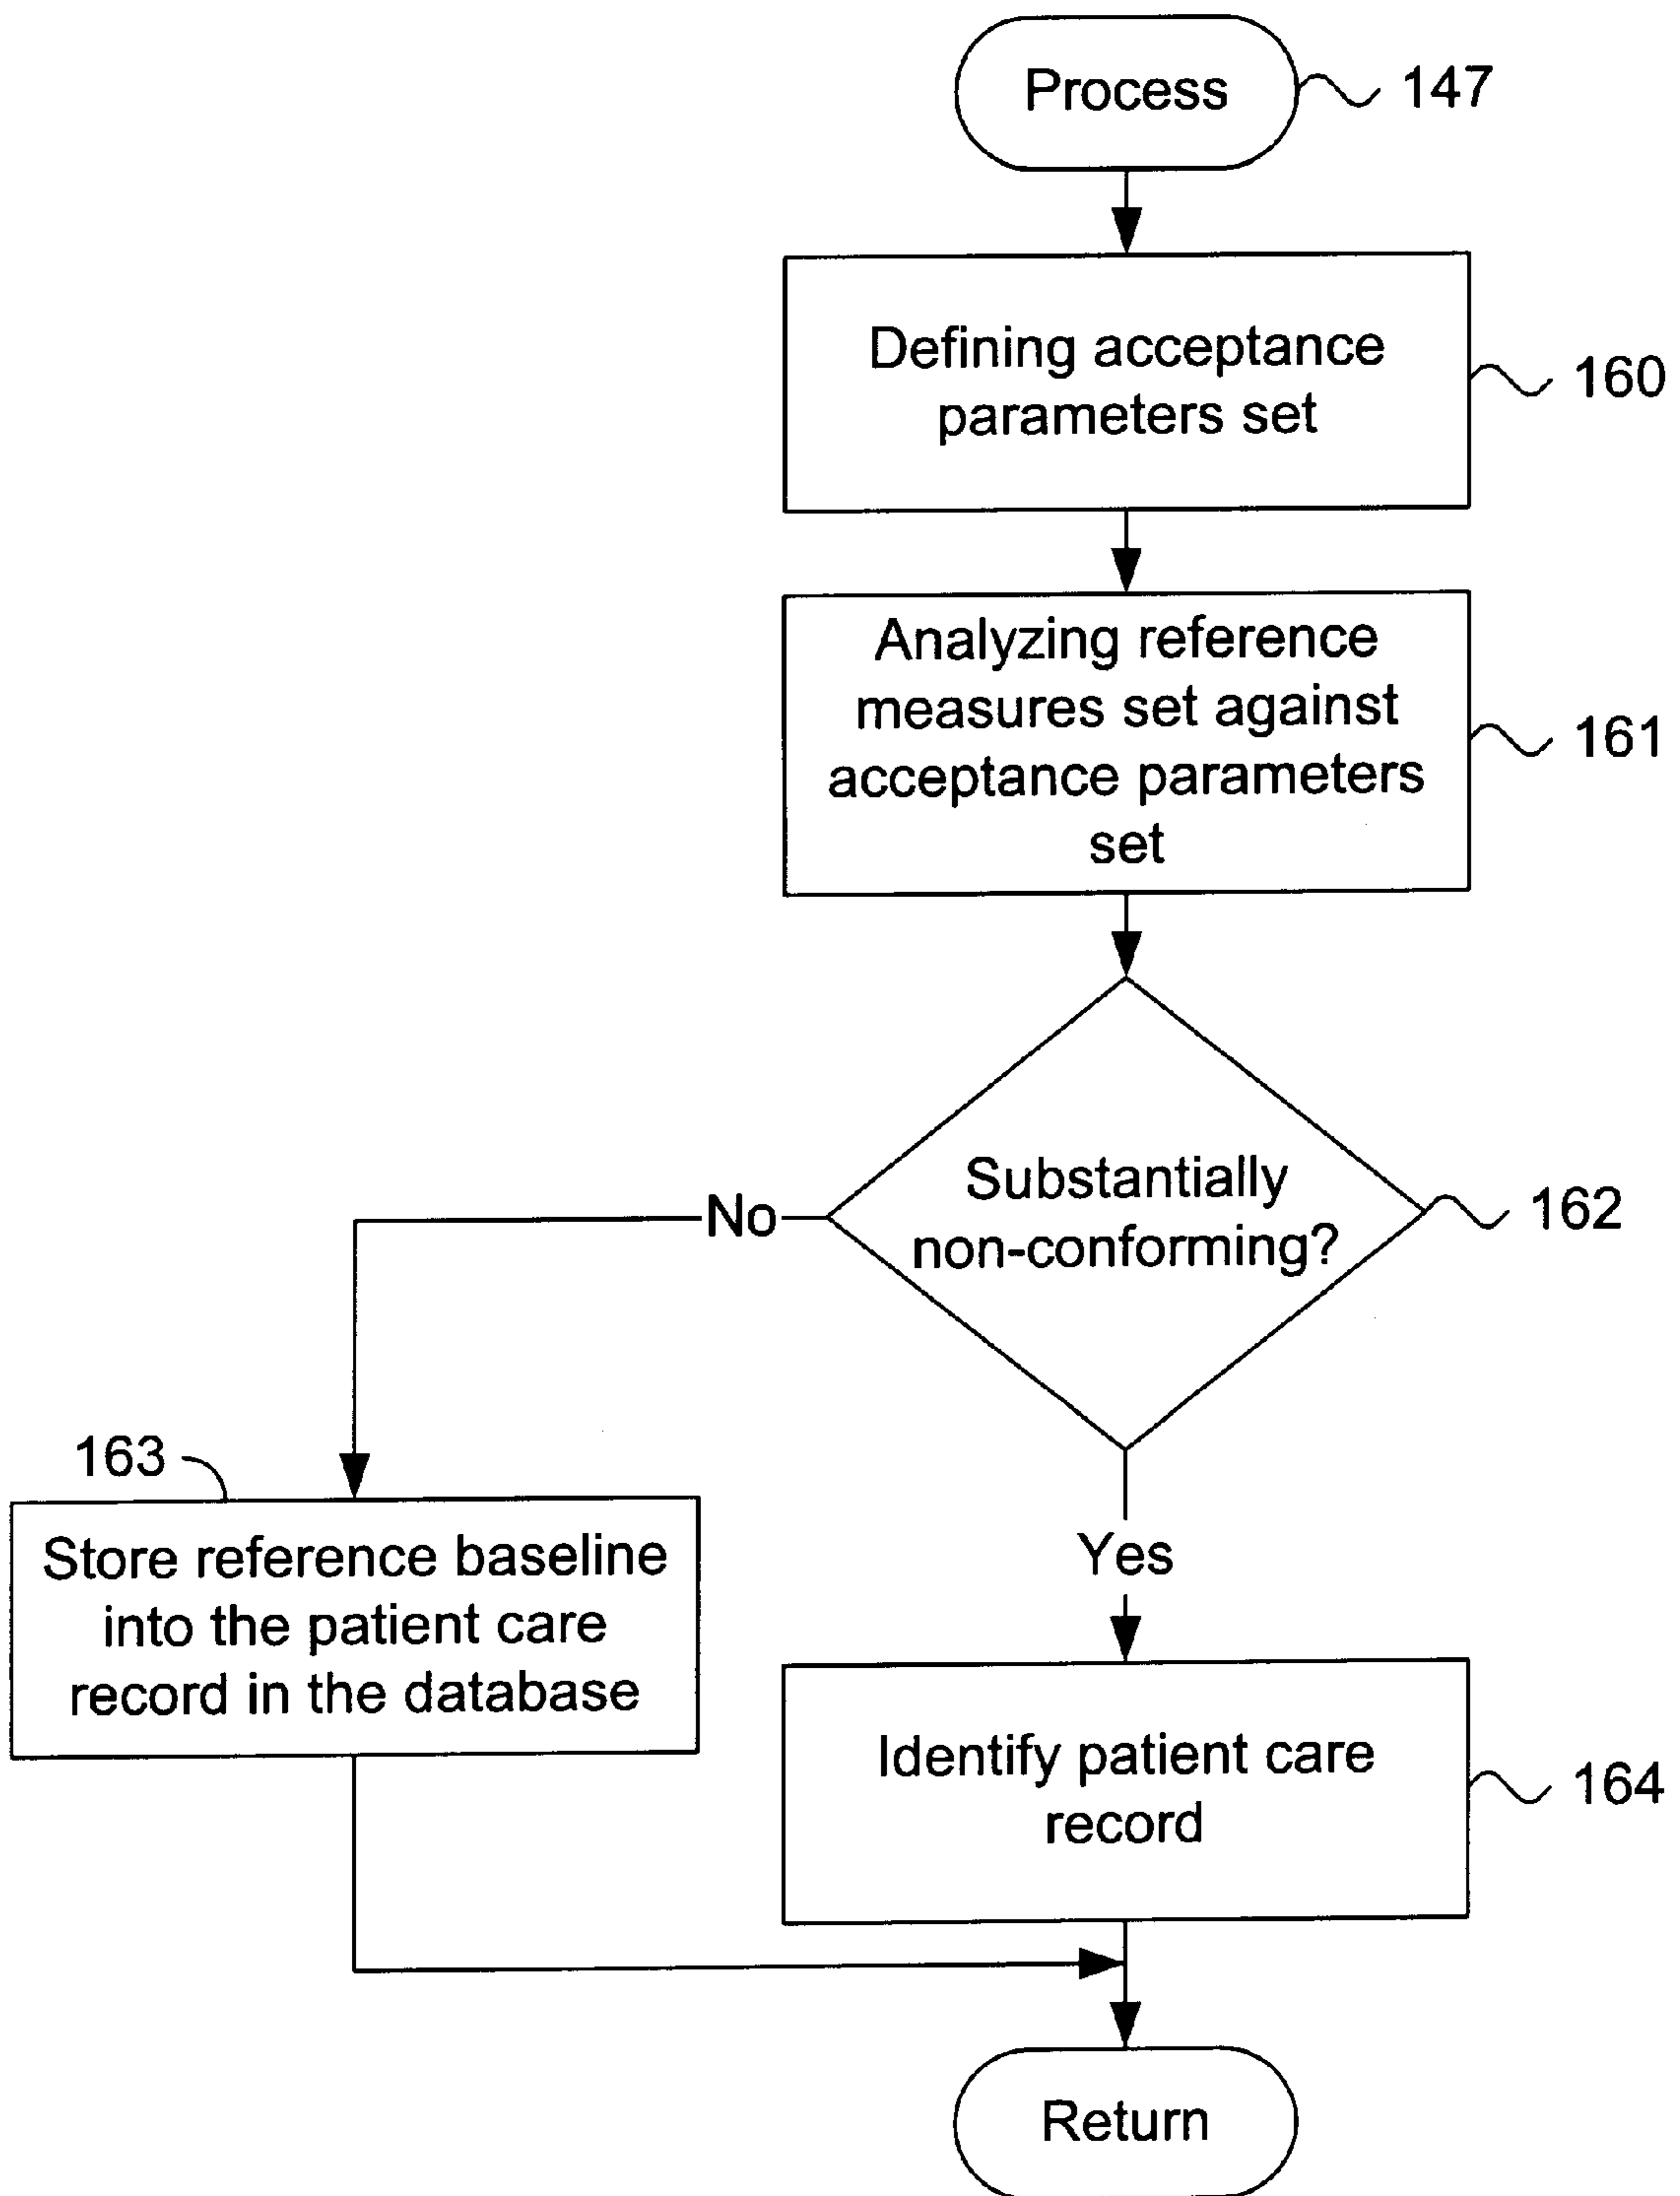 Process
147
Defining acceptance
parameters set
160
Analyzing reference
measures set against
acceptance parameters
set
161
Substantially
non-conforming?
162
No
Yes
163
Store reference baseline
into the patient care
record in the database
Identify patient care
record
164
Return